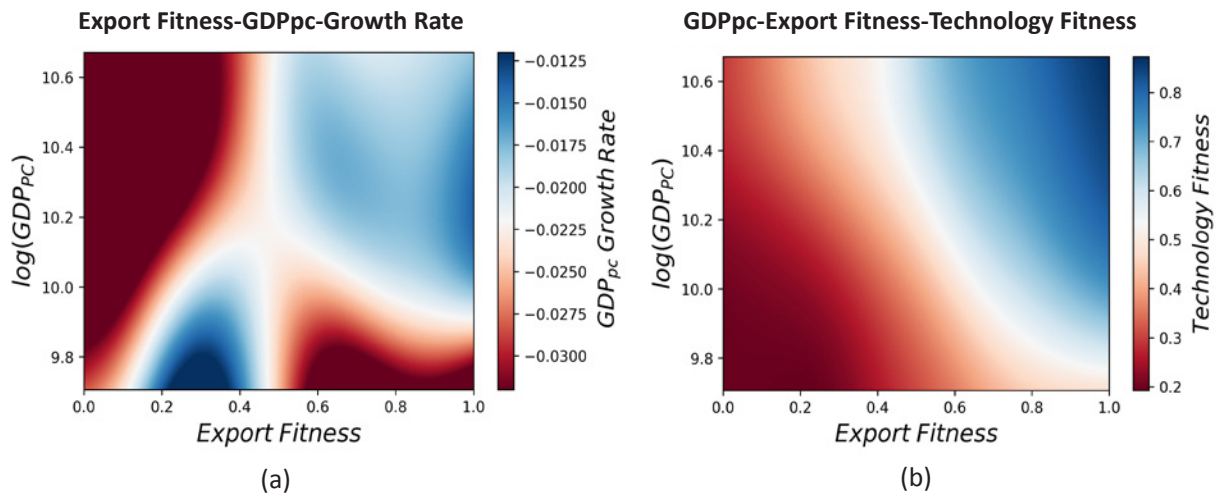 Export Fitness-GDPpc-Growth Rate
10.6
10.4
10.2
10.0
9.8
log(GDP_PC)
0.0 0.2 0.4 0.6 0.8 1.0
Export Fitness
−0.0125
−0.0150
−0.0175
−0.0200
−0.0225
−0.0250
−0.0275
−0.0300
GDP_pc Growth Rate
(a)
GDPpc-Export Fitness-Technology Fitness
10.6
10.4
10.2
10.0
9.8
log(GDP_PC)
0.0 0.2 0.4 0.6 0.8 1.0
Export Fitness
0.8
0.7
0.6
0.5
0.4
0.3
0.2
Technology Fitness
(b)